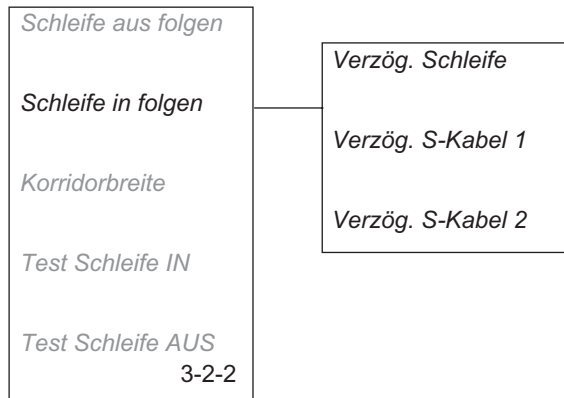 Schleife aus folgen
Schleife in folgen
Korridorbreite
Test Schleife IN
Test Schleife AUS
3-2-2
Verzög. Schleife
Verzög. S-Kabel 1
Verzög. S-Kabel 2